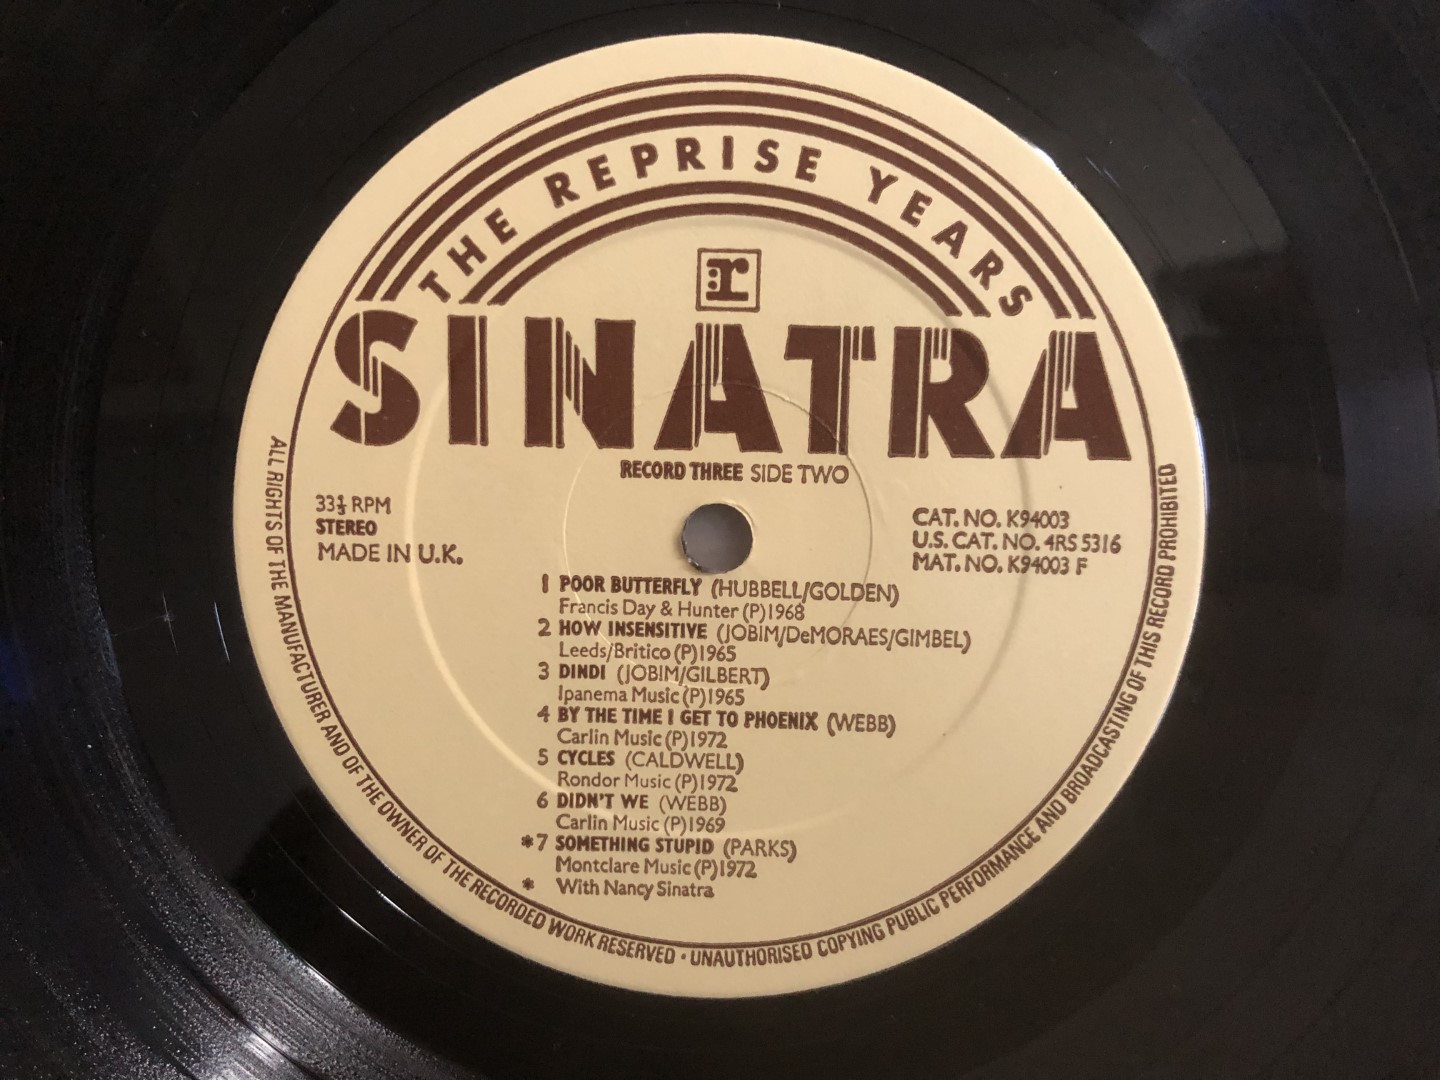 THE REPRISE YEARS
r
SINATRA
RECORD THREE SIDE TWO
33⅓ RPM
STEREO
MADE IN U.K.
CAT. NO. K94003
U.S. CAT. NO. 4RS 5316
MAT. NO. K94003 F
1 POOR BUTTERFLY (HUBBELL/GOLDEN)
Francis Day & Hunter (P)1968
2 HOW INSENSITIVE (JOBIM/DeMORAES/GIMBEL)
Leeds/Britico (P)1965
3 DINDI (JOBIM/GILBERT)
Ipanema Music (P)1965
4 BY THE TIME I GET TO PHOENIX (WEBB)
Carlin Music (P)1972
5 CYCLES (CALDWELL)
Rondor Music (P)1972
6 DIDN'T WE (WEBB)
Carlin Music (P)1969
*7 SOMETHING STUPID (PARKS)
Montclare Music (P)1972
* With Nancy Sinatra
ALL RIGHTS OF THE MANUFACTURER AND OF THE OWNER OF THE RECORDED WORK RESERVED · UNAUTHORISED COPYING PUBLIC PERFORMANCE AND BROADCASTING OF THIS RECORD PROHIBITED